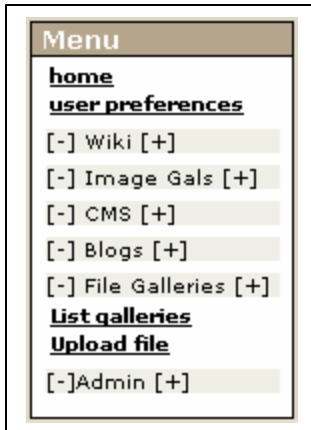 Menu
home
user preferences
[-] Wiki [+]
[-] Image Gals [+]
[-] CMS [+]
[-] Blogs [+]
[-] File Galleries [+]
List galleries
Upload file
[-]Admin [+]